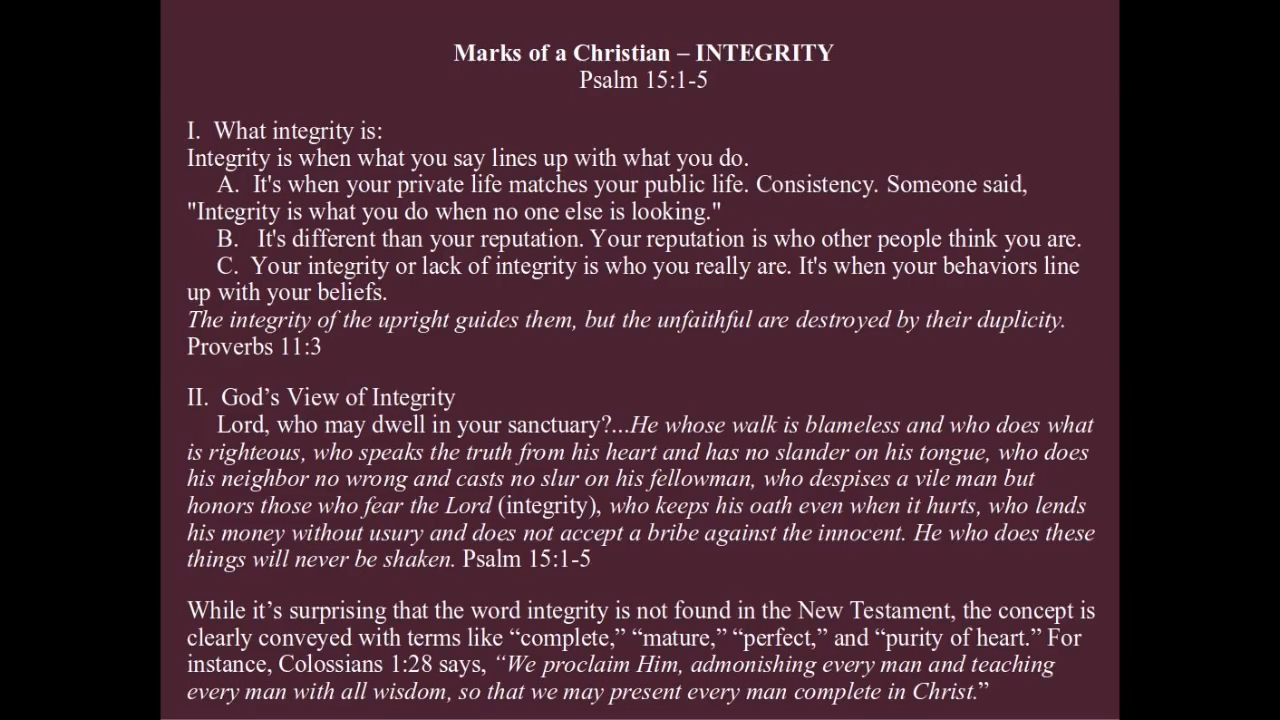 Marks of a Christian – INTEGRITY
Psalm 15:1-5
I. What integrity is:
Integrity is when what you say lines up with what you do.
A. It's when your private life matches your public life. Consistency. Someone said,
"Integrity is what you do when no one else is looking."
B. It's different than your reputation. Your reputation is who other people think you are.
C. Your integrity or lack of integrity is who you really are. It's when your behaviors line
up with your beliefs.
The integrity of the upright guides them, but the unfaithful are destroyed by their duplicity.
Proverbs 11:3
II. God’s View of Integrity
Lord, who may dwell in your sanctuary?...He whose walk is blameless and who does what
is righteous, who speaks the truth from his heart and has no slander on his tongue, who does
his neighbor no wrong and casts no slur on his fellowman, who despises a vile man but
honors those who fear the Lord (integrity), who keeps his oath even when it hurts, who lends
his money without usury and does not accept a bribe against the innocent. He who does these
things will never be shaken. Psalm 15:1-5
While it’s surprising that the word integrity is not found in the New Testament, the concept is
clearly conveyed with terms like “complete,” “mature,” “perfect,” and “purity of heart.” For
instance, Colossians 1:28 says, “We proclaim Him, admonishing every man and teaching
every man with all wisdom, so that we may present every man complete in Christ.”